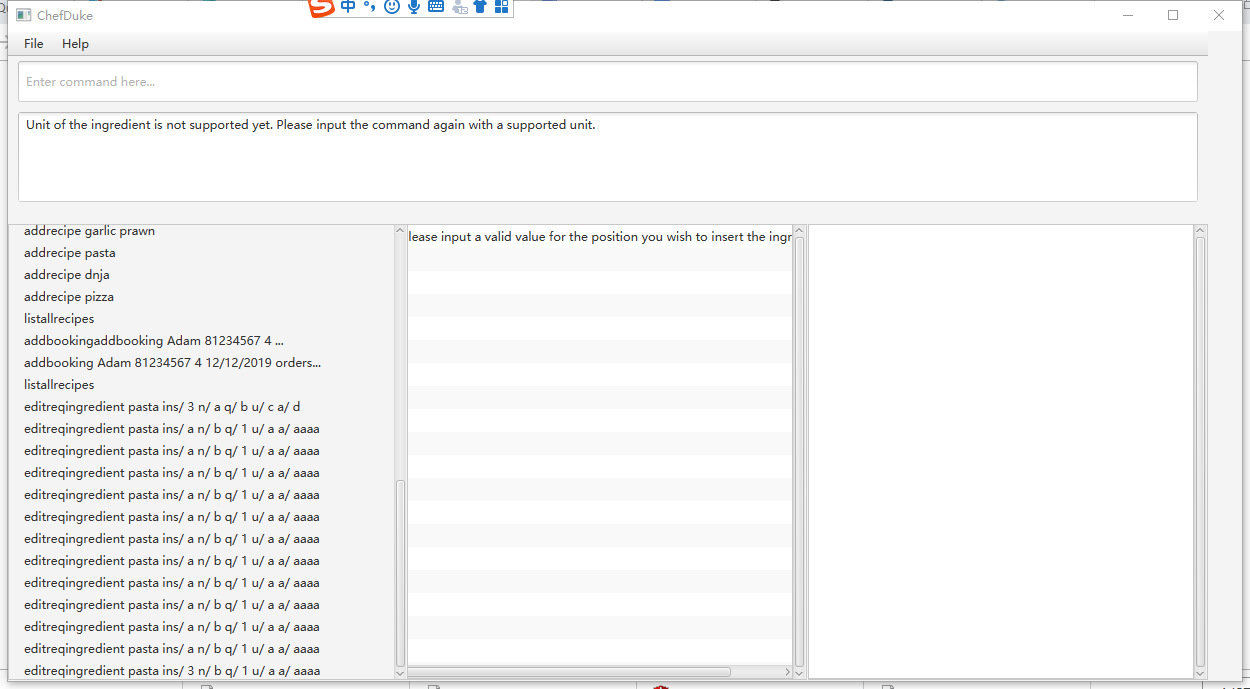 ChefDuke
中
File Help
Enter command here...
Unit of the ingredient is not supported yet. Please input the command again with a supported unit.
addrecipe garlic prawn
addrecipe pasta
addrecipe dnja
addrecipe pizza
listallrecipes
addbookingaddbooking Adam 81234567 4 ...
addbooking Adam 81234567 4 12/12/2019 orders...
listallrecipes
editreqingredient pasta ins/ 3 n/ a q/ b u/ c a/ d
editreqingredient pasta ins/ a n/ b q/ 1 u/ a a/ aaaa
editreqingredient pasta ins/ a n/ b q/ 1 u/ a a/ aaaa
editreqingredient pasta ins/ a n/ b q/ 1 u/ a a/ aaaa
editreqingredient pasta ins/ a n/ b q/ 1 u/ a a/ aaaa
editreqingredient pasta ins/ a n/ b q/ 1 u/ a a/ aaaa
editreqingredient pasta ins/ a n/ b q/ 1 u/ a a/ aaaa
editreqingredient pasta ins/ a n/ b q/ 1 u/ a a/ aaaa
editreqingredient pasta ins/ a n/ b q/ 1 u/ a a/ aaaa
editreqingredient pasta ins/ a n/ b q/ 1 u/ a a/ aaaa
editreqingredient pasta ins/ a n/ b q/ 1 u/ a a/ aaaa
editreqingredient pasta ins/ a n/ b q/ 1 u/ a a/ aaaa
editreqingredient pasta ins/ 3 n/ b q/ 1 u/ a a/ aaaa
lease input a valid value for the position you wish to insert the ingr